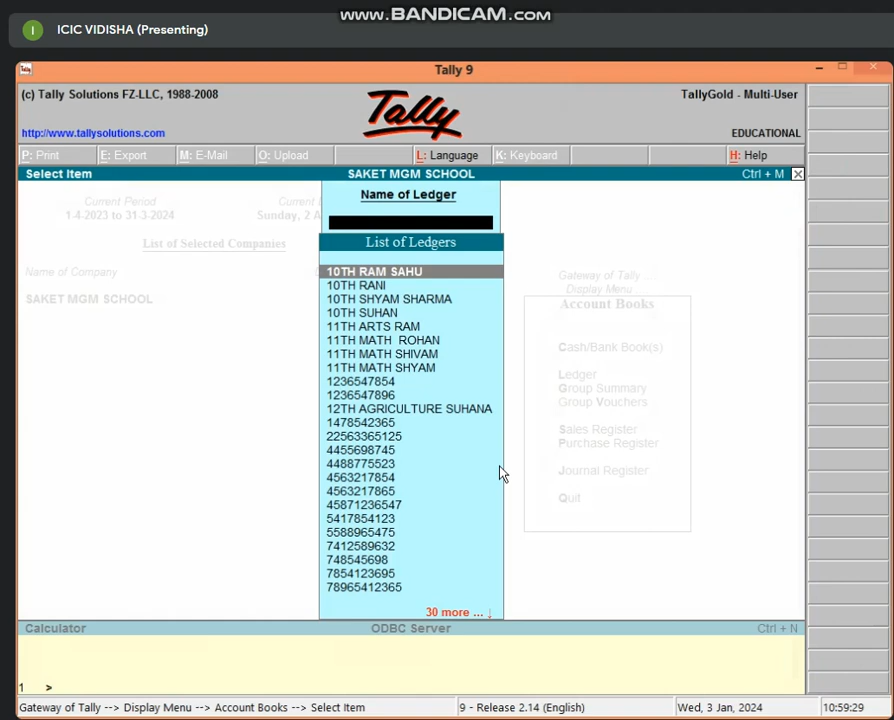 www.BANDICAM.com
I ICIC VIDISHA (Presenting)
Tally 9
(c) Tally Solutions FZ-LLC, 1988-2008
Tally
TallyGold - Multi-User
http://www.tallysolutions.com
EDUCATIONAL
P: Print E: Export M: E-Mail O: Upload L: Language K: Keyboard H: Help
Select Item SAKET MGM SCHOOL Ctrl + M
Current Period
1-4-2023 to 31-3-2024
Sunday, 2 A
List of Selected Companies
Name of Company
SAKET MGM SCHOOL
Name of Ledger
List of Ledgers
10TH RAM SAHU
10TH RANI
10TH SHYAM SHARMA
10TH SUHAN
11TH ARTS RAM
11TH MATH ROHAN
11TH MATH SHIVAM
11TH MATH SHYAM
1236547854
1236547896
12TH AGRICULTURE SUHANA
1478542365
22563365125
4455698745
4488775523
4563217854
4563217865
45871236547
5417854123
5588965475
7412589632
748545698
7854123695
78965412365
30 more ... ↓
Gateway of Tally ...
Display Menu ...
Account Books
Cash/Bank Book(s)
Ledger
Group Summary
Group Vouchers
Sales Register
Purchase Register
Journal Register
Quit
Calculator ODBC Server Ctrl + N
1 >
Gateway of Tally --> Display Menu --> Account Books --> Select Item 9 - Release 2.14 (English) Wed, 3 Jan, 2024 10:59:29